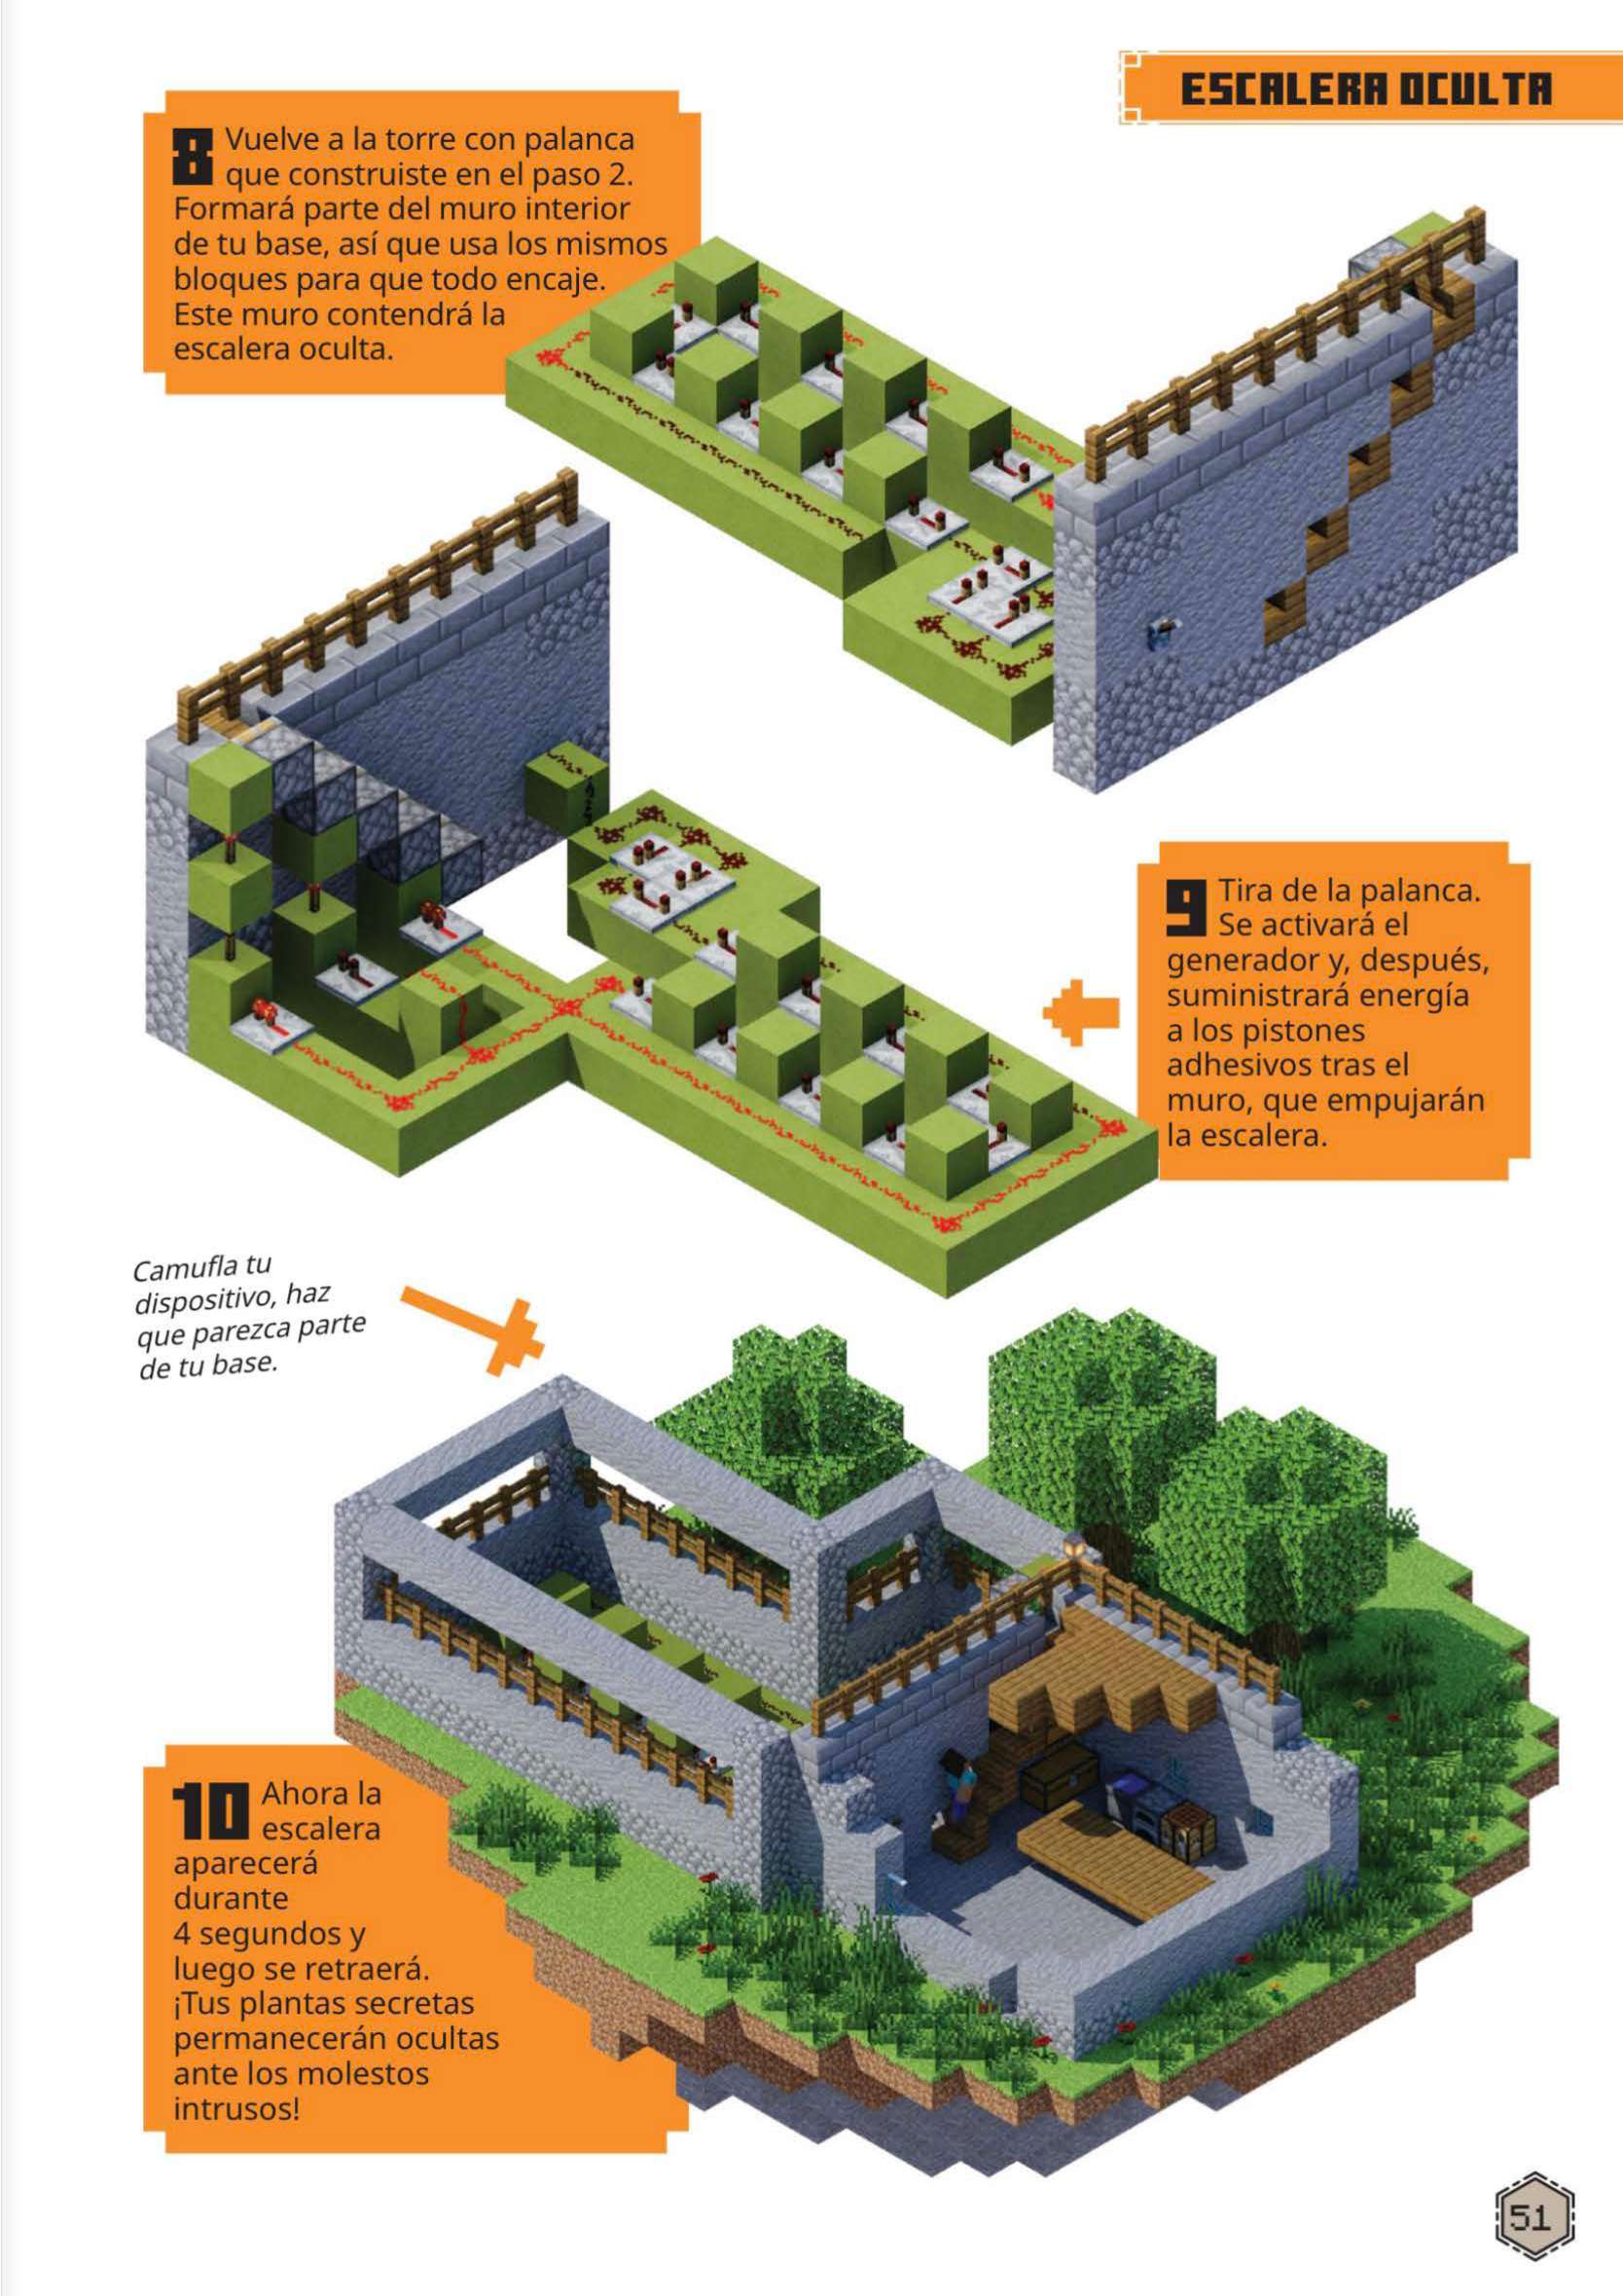 ESCALERA OCULTA
8 Vuelve a la torre con palanca
que construiste en el paso 2.
Formará parte del muro interior
de tu base, así que usa los mismos
bloques para que todo encaje.
Este muro contendrá la
escalera oculta.
9 Tira de la palanca.
Se activará el
generador y, después,
suministrará energía
a los pistones
adhesivos tras el
muro, que empujarán
la escalera.
Camufla tu
dispositivo, haz
que parezca parte
de tu base.
10 Ahora la
escalera
aparecerá
durante
4 segundos y
luego se retraerá.
¡Tus plantas secretas
permanecerán ocultas
ante los molestos
intrusos!
51